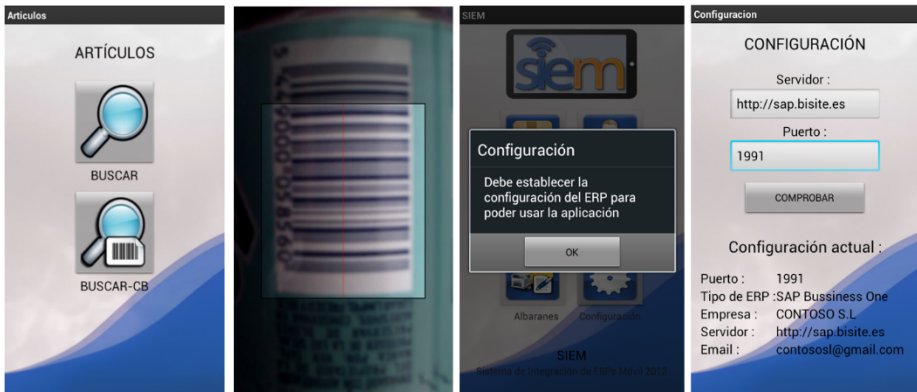 Articulos
ARTÍCULOS
BUSCAR
BUSCAR-CB
SIEM
siem
Configuración
Debe establecer la
configuración del ERP para
poder usar la aplicación
OK
Albaranes
Configuración
SIEM
Sistema de Integración de ERPs Móvil 2012
Configuracion
CONFIGURACIÓN
Servidor :
http://sap.bisite.es
Puerto :
1991
COMPROBAR
Configuración actual :
Puerto : 1991
Tipo de ERP :SAP Bussiness One
Empresa : CONTOSO S.L
Servidor : http://sap.bisite.es
Email : contososl@gmail.com